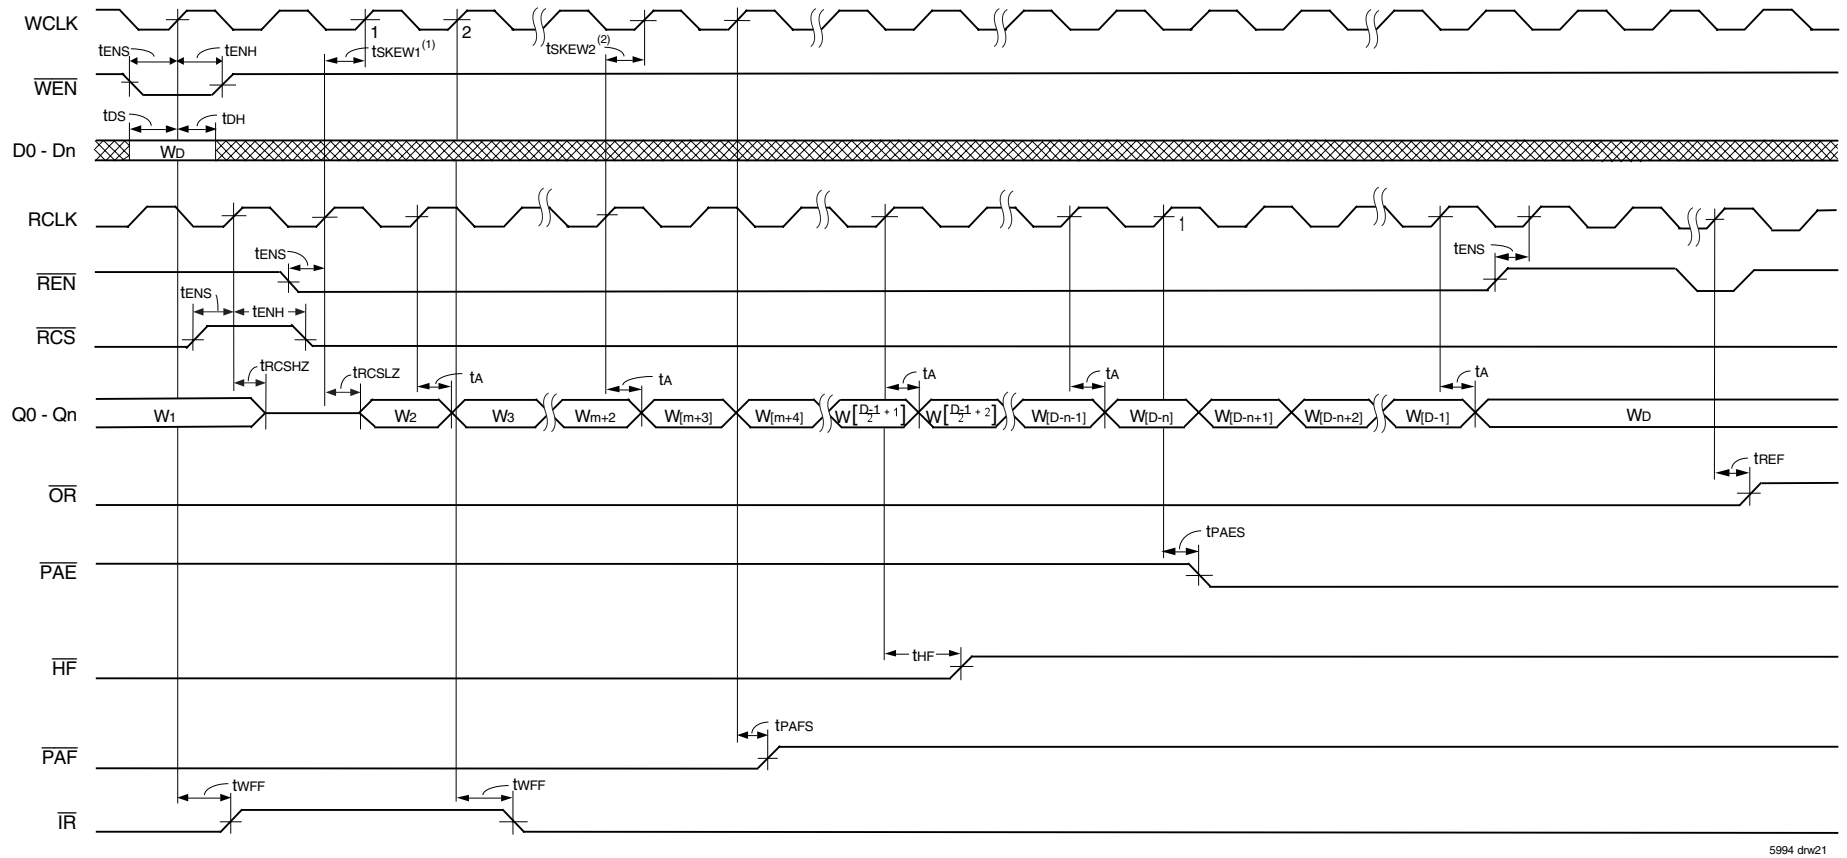 WCLK 1 2
tENS tENH tSKEW1(1) tSKEW2(2)
WEN
tDS tDH
D0 - Dn WD
RCLK 1
tENS tENS
REN
tENS tENH
RCS
tRCSHZ tRCSLZ tA tA tA tA tA
Q0 - Qn W1 W2 W3 Wm+2 W[m+3] W[m+4] W[D-1/2 + 1] W[D-1/2 + 2] W[D-n-1] W[D-n] W[D-n+1] W[D-n+2] W[D-1] WD
tREF
OR
tPAES
PAE
tHF
HF
tPAFS
PAF
tWFF tWFF
IR
5994 drw21